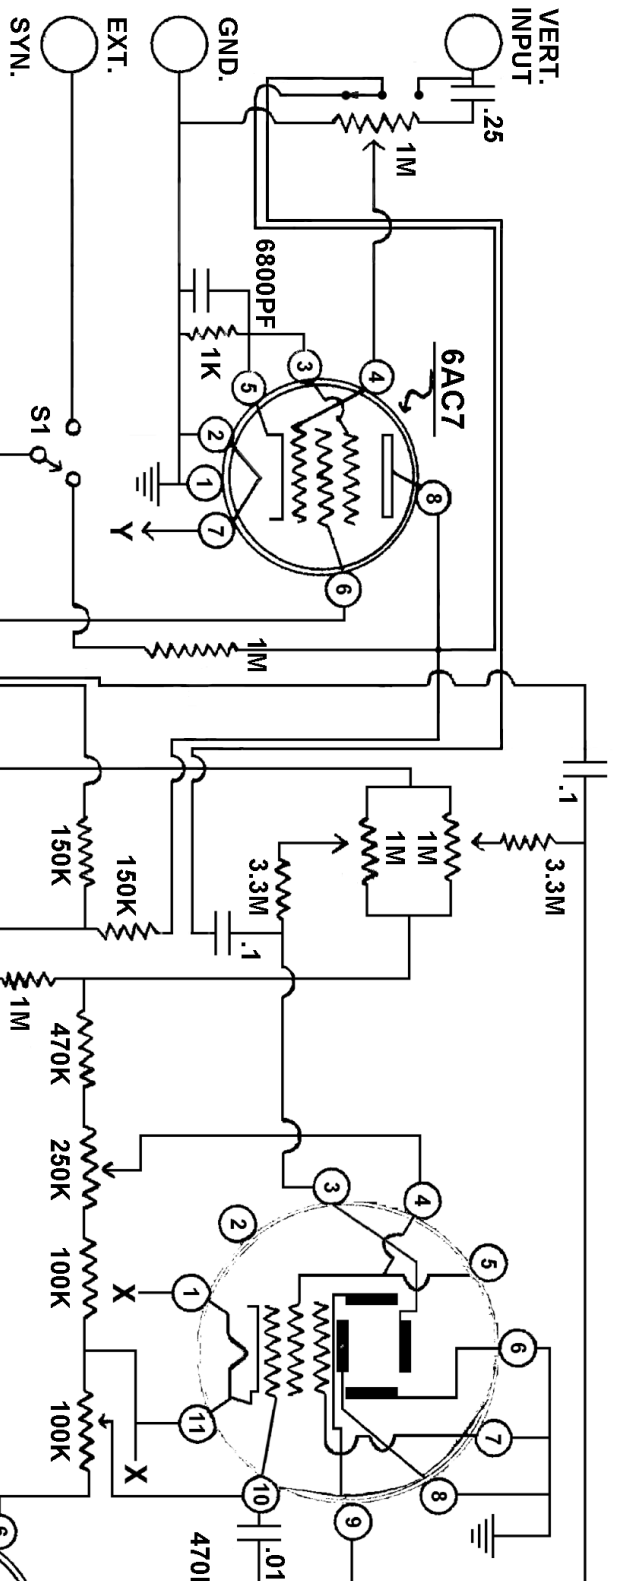 VERT.
INPUT
GND.
EXT.
SYN.
.25
1M
6800PF
1K
6AC7
S1
4
3
5
2
1
7
8
6
Y
1M
.1
3.3M
1M
1M
3.3M
150K
150K
.1
1M
470K
250K
100K
100K
3
4
2
5
1
6
11
7
10
8
9
X
X
.01
6